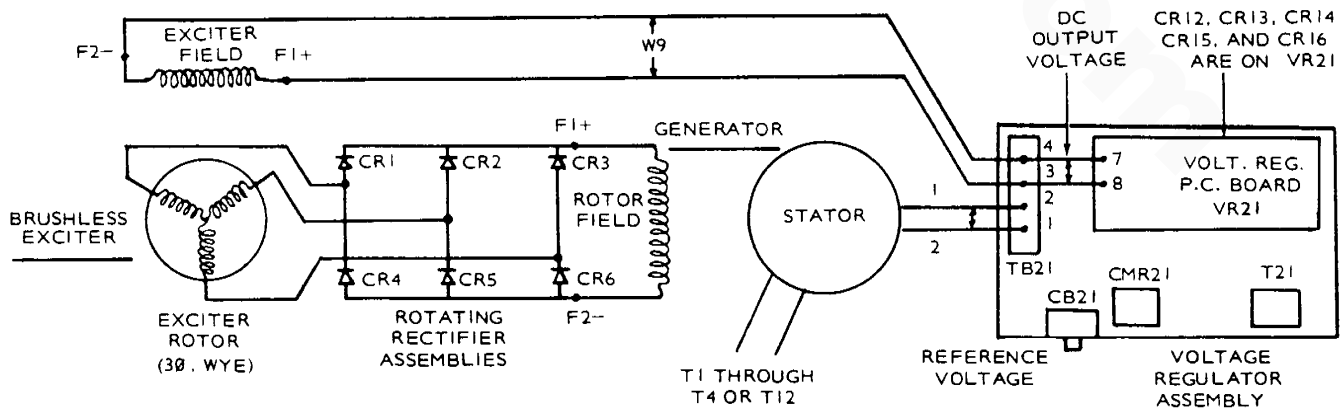 EXCITER
FIELD
F2-
F1+
W9
DC
OUTPUT
VOLTAGE
CR12, CR13, CR14
CR15, AND CR16
ARE ON VR21
F1+
GENERATOR
CR1
CR2
CR3
ROTOR
FIELD
STATOR
BRUSHLESS
EXCITER
CR4
CR5
CR6
F2-
EXCITER
ROTOR
(3Ø, WYE)
ROTATING
RECTIFIER
ASSEMBLIES
T1 THROUGH
T4 OR T12
1
2
4
3
2
1
7
8
VOLT. REG.
P.C. BOARD
VR21
TB21
CMR21
T21
CB21
REFERENCE
VOLTAGE
VOLTAGE
REGULATOR
ASSEMBLY